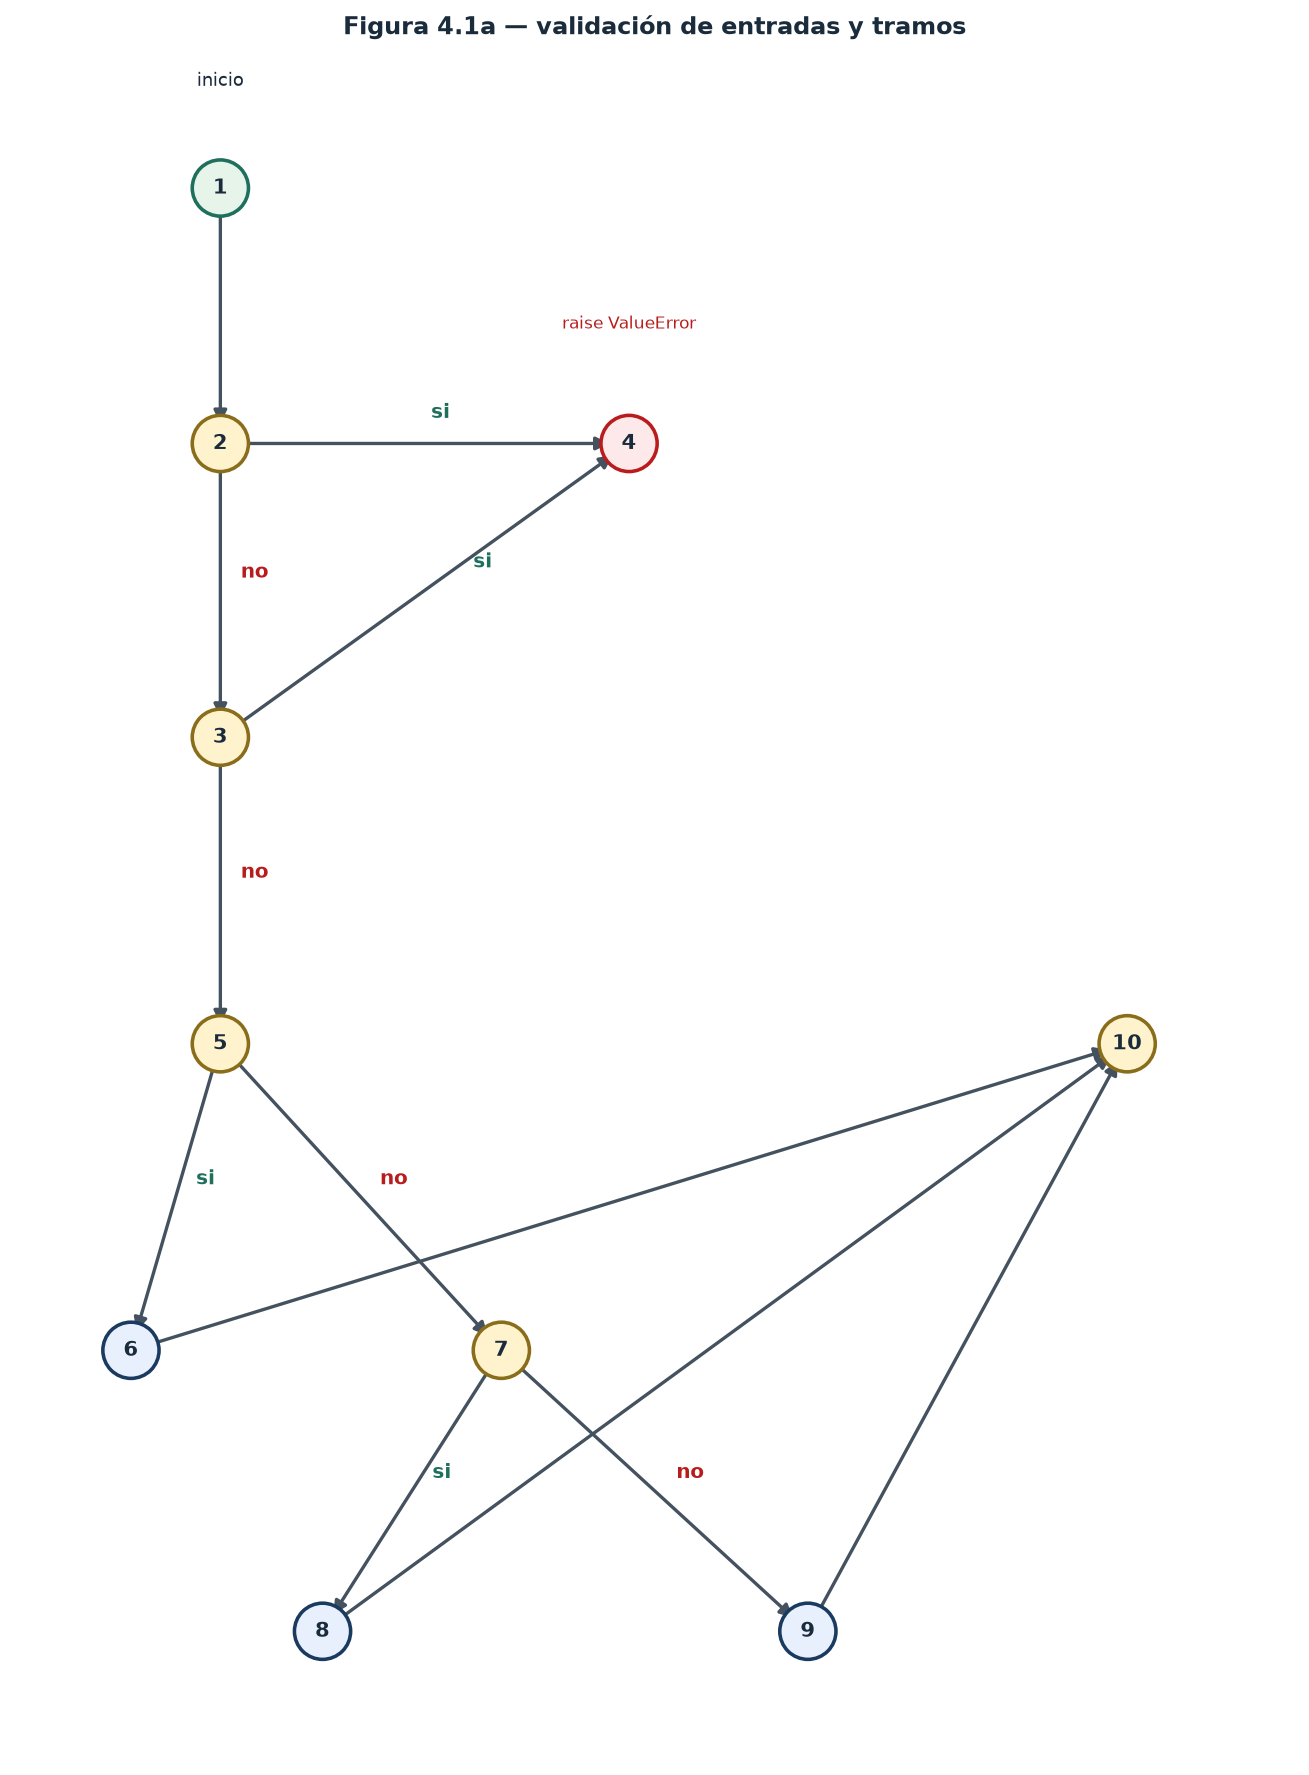 Figura 4.1a — validación de entradas y tramos
inicio
1
raise ValueError
si
2
4
si
no
3
no
5
10
si
no
6
7
si
no
8
9